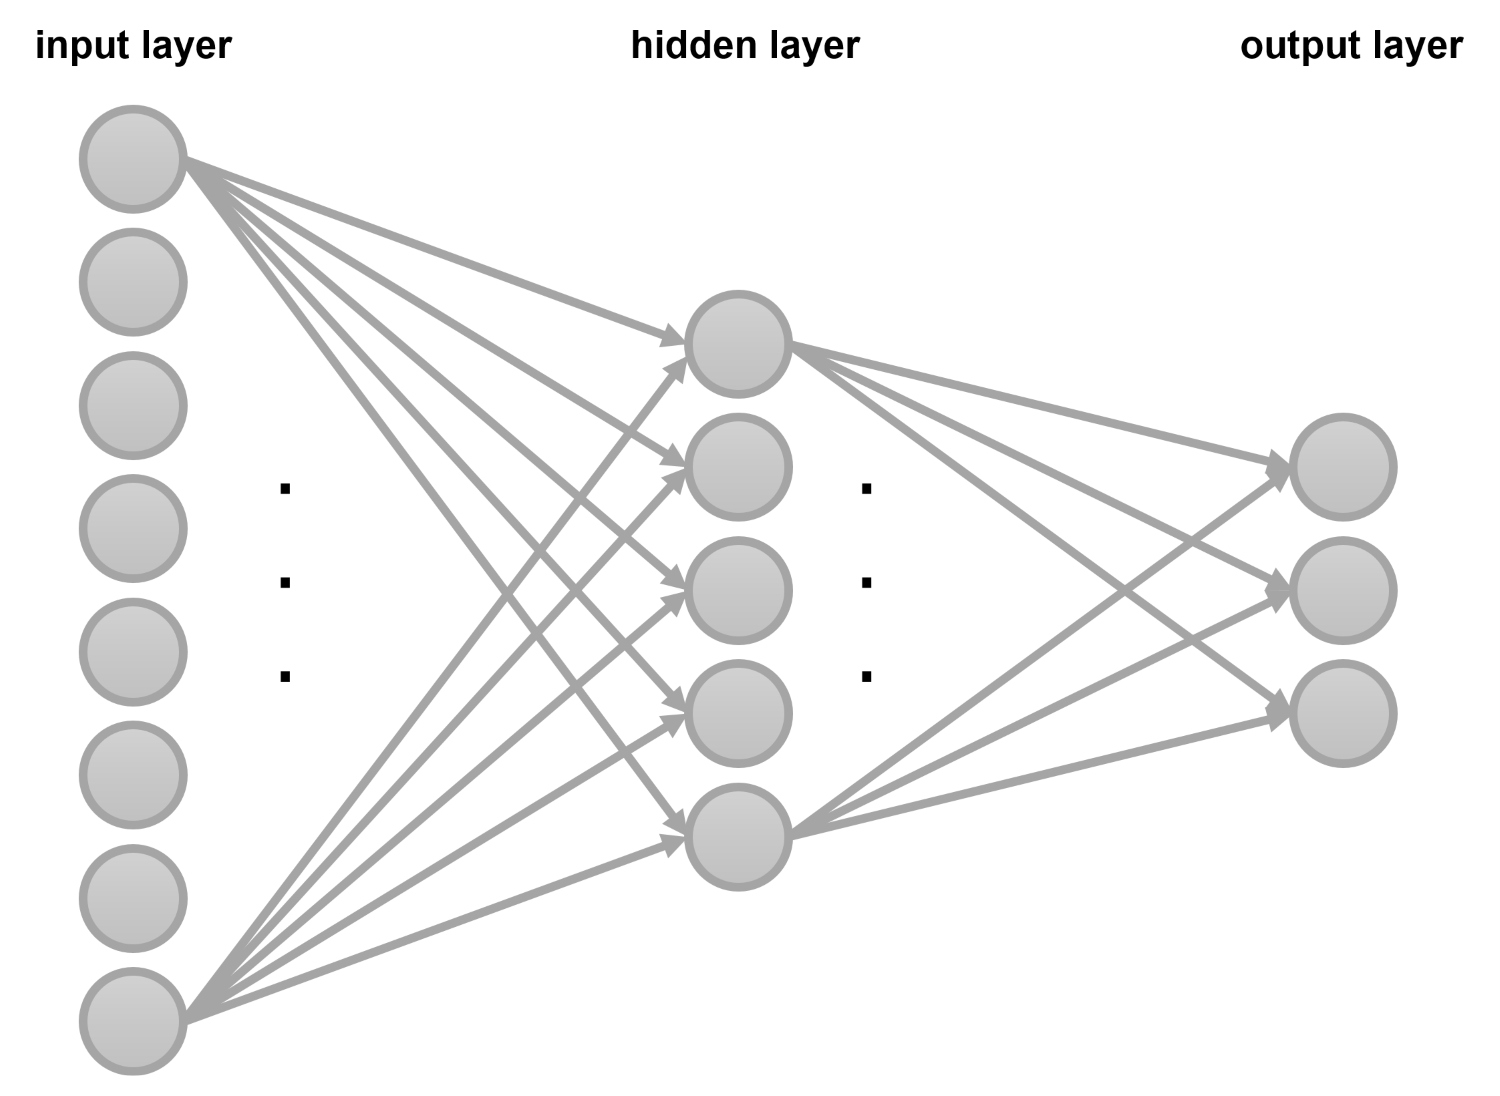 input layer hidden layer output layer
. .
. .
. .